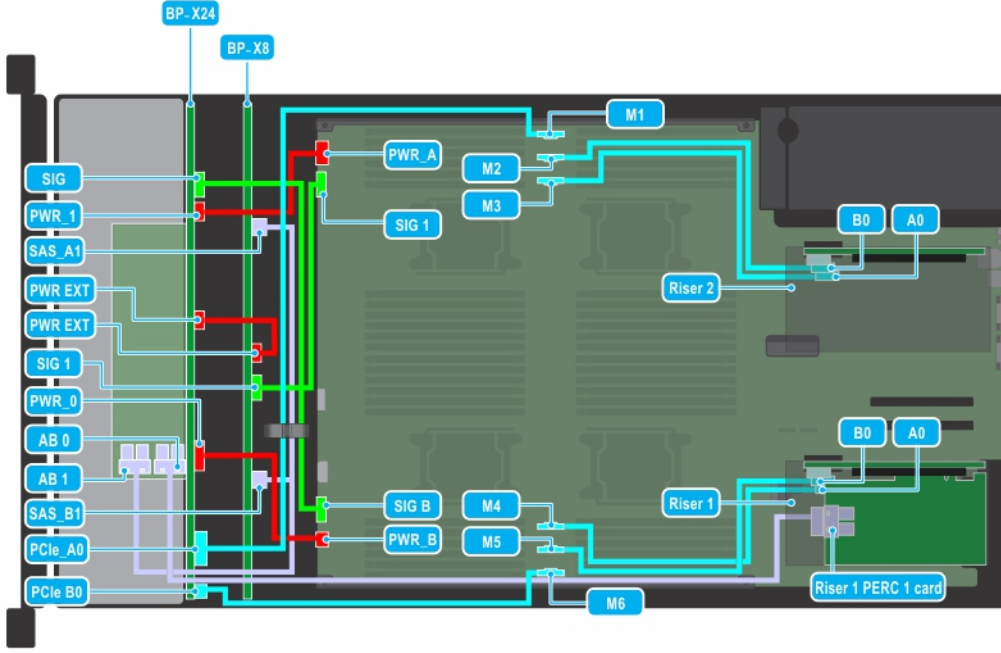 BP-X24
BP-X8
M1
PWR_A
M2
SIG
M3
PWR_1
SIG 1
B0
A0
SAS_A1
PWR EXT
Riser 2
PWR EXT
SIG 1
PWR_0
AB 0
B0
A0
AB 1
SAS_B1
SIG B
M4
Riser 1
PWR_B
M5
PCIe_A0
PCIe B0
M6
Riser 1 PERC 1 card